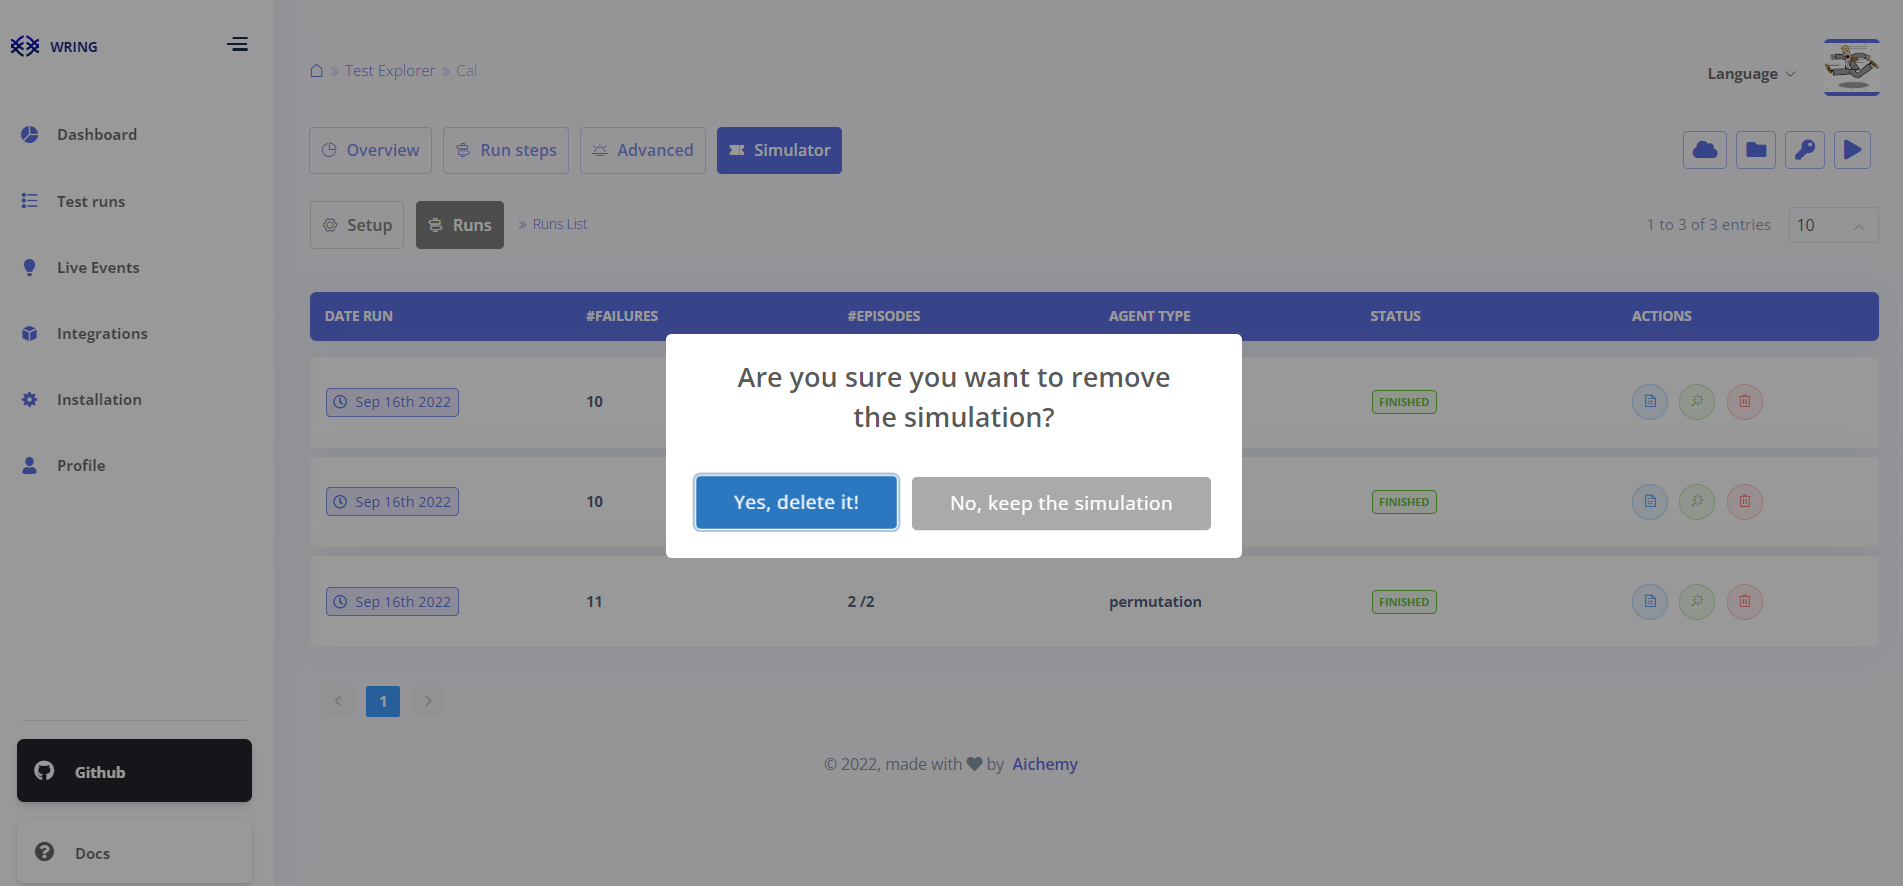 WRING
Test Explorer
Cal
Language
Dashboard
Overview
Run steps
Advanced
Simulator
Test runs
Setup
Runs
Runs List
1 to 3 of 3 entries
10
Live Events
DATE RUN
#FAILURES
#EPISODES
AGENT TYPE
STATUS
ACTIONS
Integrations
Are you sure you want to remove
the simulation?
Sep 16th 2022
10
FINISHED
Installation
Profile
Sep 16th 2022
10
Yes, delete it!
No, keep the simulation
FINISHED
Sep 16th 2022
11
2 /2
permutation
FINISHED
1
Github
© 2022, made with by Aichemy
Docs